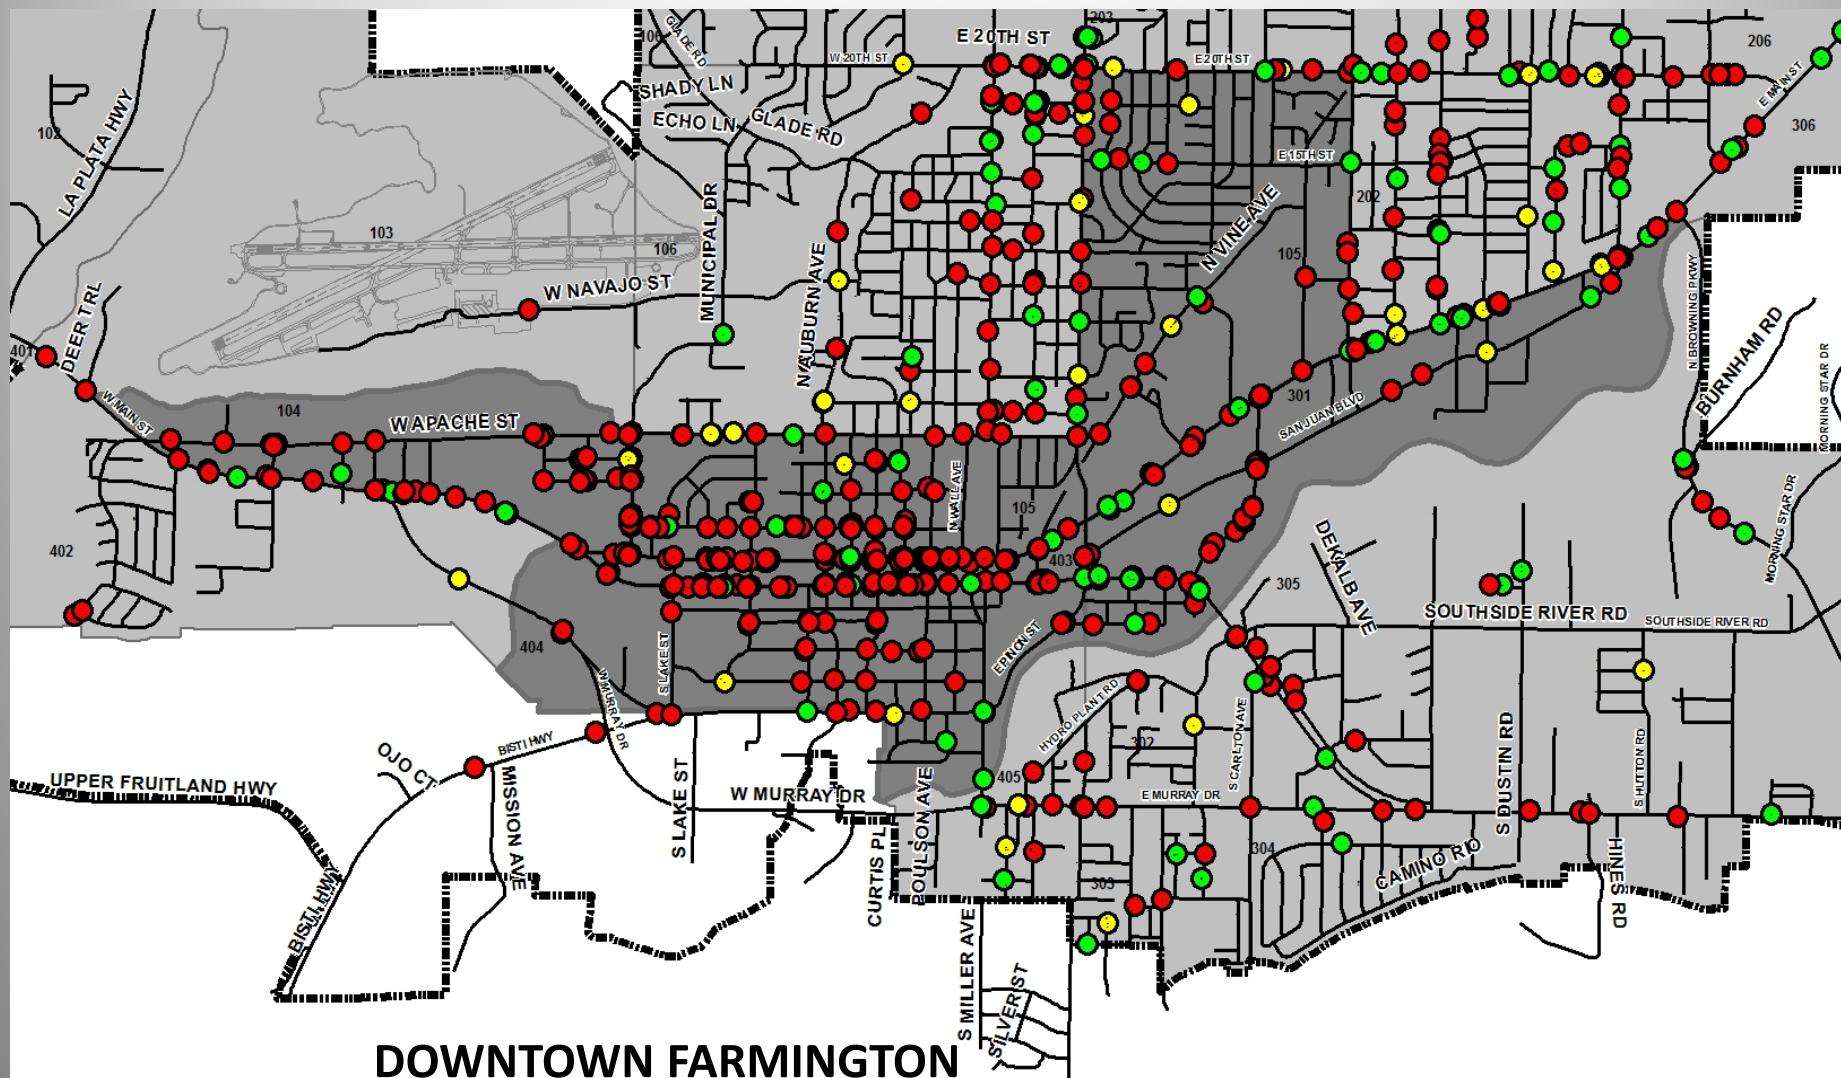 203
GLADE RD
106
E 20TH ST
W 20TH ST
E 20TH ST
206
E MAIN ST
SHADY LN
ECHO LN
GLADE RD
102
LA PLATA HWY
306
E 15TH ST
202
MUNICIPAL DR
N VINE AVE
103
106
105
N AUBURN AVE
W NAVAJO ST
DEER TRL
401
N BROWNING PKWY
BURNHAM RD
MORNING STAR DR
W MAIN ST
104
W APACHE ST
301
SAN JUAN BLVD
N WALL AVE
105
MORNING STAR DR
402
403
DEKALB AVE
305
SOUTHSIDE RIVER RD
SOUTHSIDE RIVER RD
404
S LAKE ST
E PINON ST
W MURRAY DR
HYDRO PLANT RD
302
S CARLTON AVE
S DUSTIN RD
S HUTTON RD
BISTI HWY
OJO CT
UPPER FRUITLAND HWY
MISSION AVE
S LAKE ST
W MURRAY DR
405
E MURRAY DR
CURTIS PL
POULSON AVE
304
303
CAMINO RIO
HINES RD
BISTI HWY
S MILLER AVE
SILVER ST
DOWNTOWN FARMINGTON